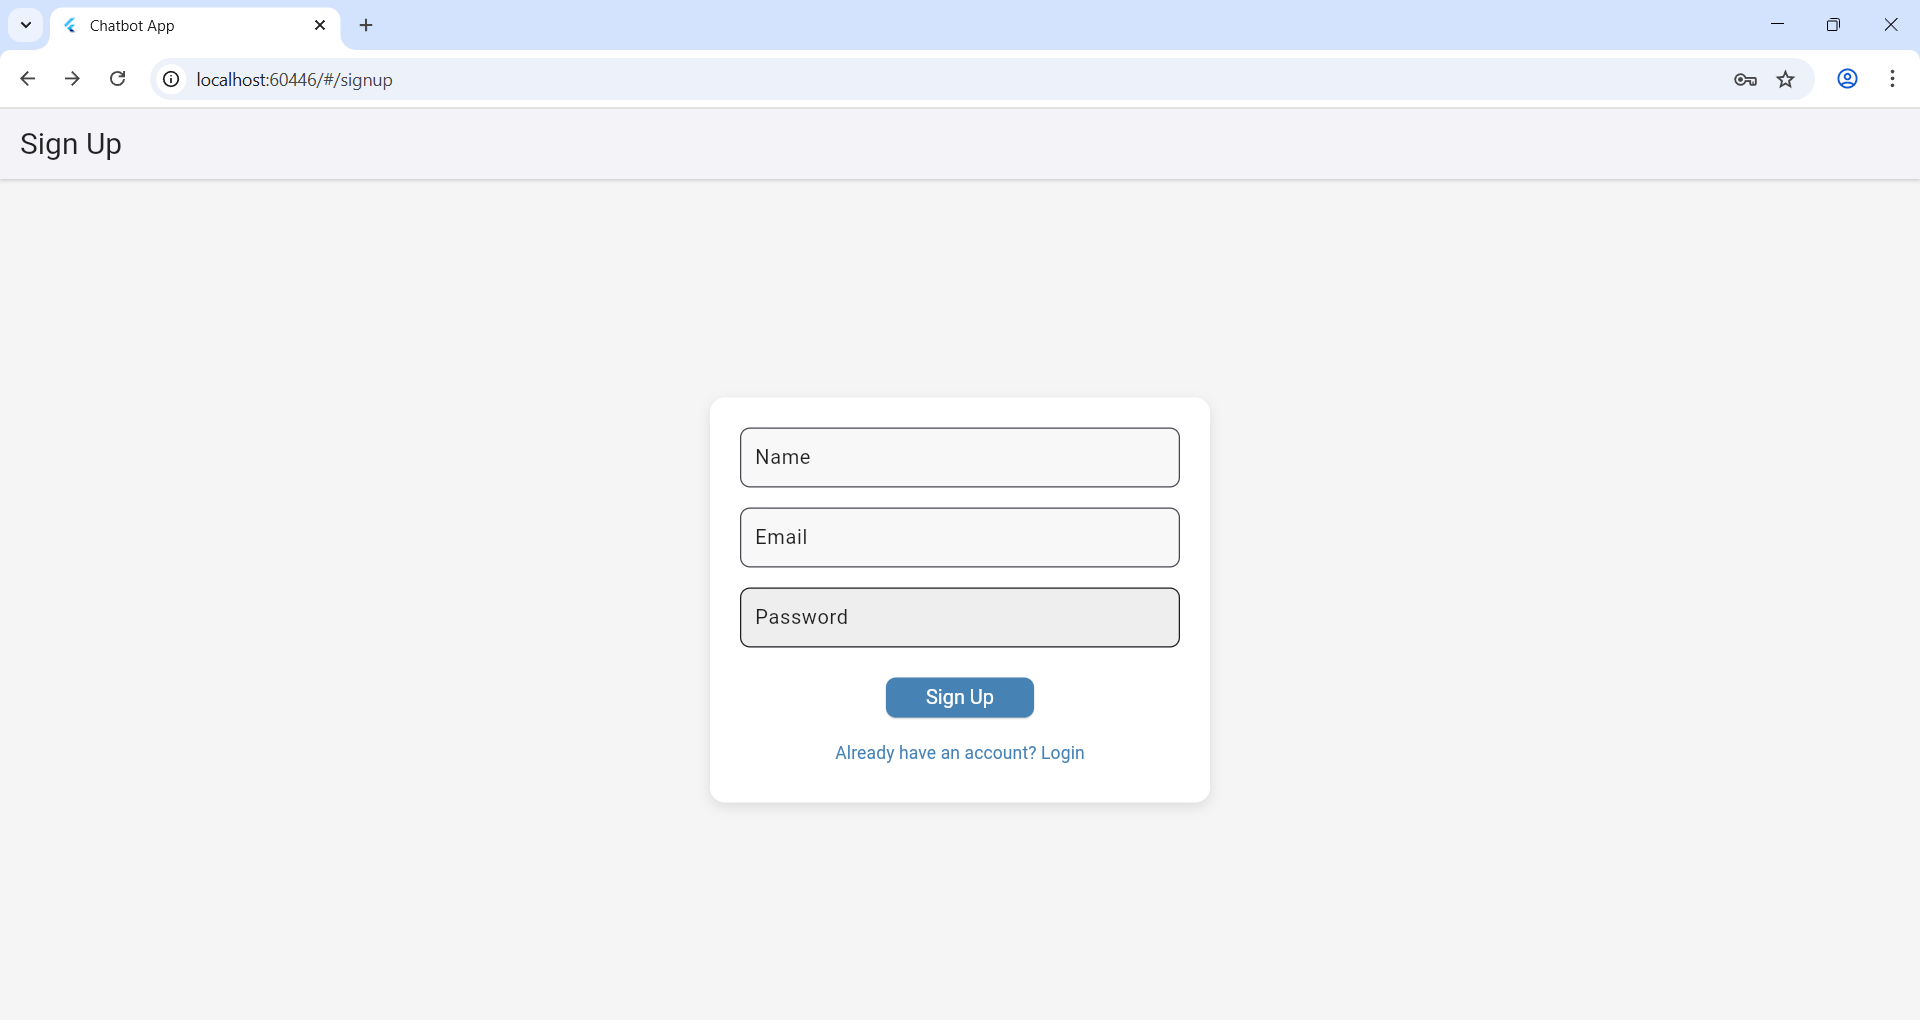 Chatbot App
localhost:60446/#/signup
Sign Up
Name
Email
Password
Sign Up
Already have an account? Login